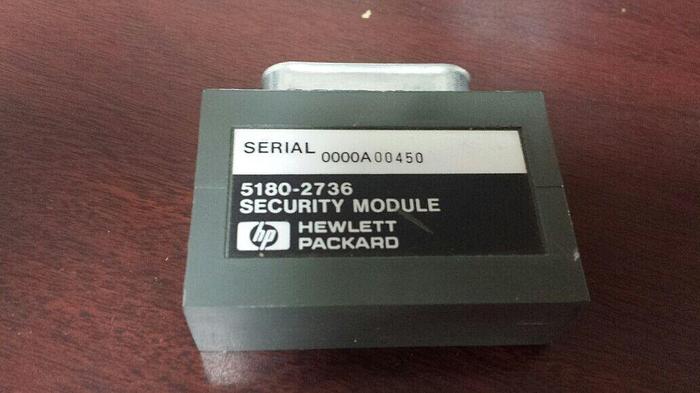 SERIAL 0000A00450
5180-2736
SECURITY MODULE
hp HEWLETT
PACKARD